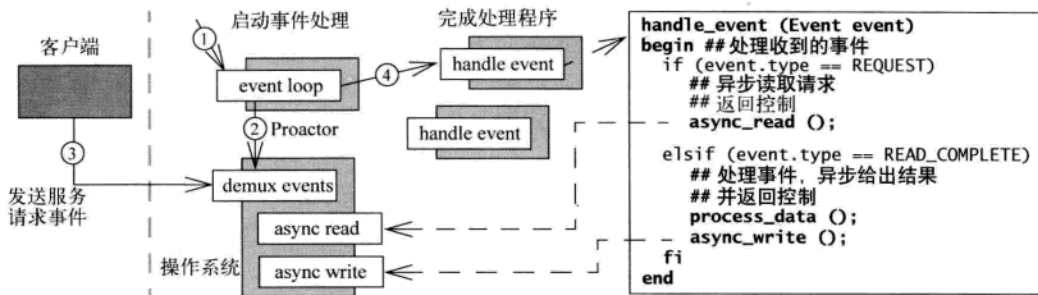 启动事件处理
完成处理程序
客户端
①
event loop
④
handle event
②
Proactor
handle event
③
demux events
发送服务
请求事件
async read
操作系统
async write
handle_event (Event event)
begin ##处理收到的事件
if (event.type == REQUEST)
##异步读取请求
##返回控制
async_read ();
elsif (event.type == READ_COMPLETE)
##处理事件，异步给出结果
##并返回控制
process_data ();
async_write ();
fi
end